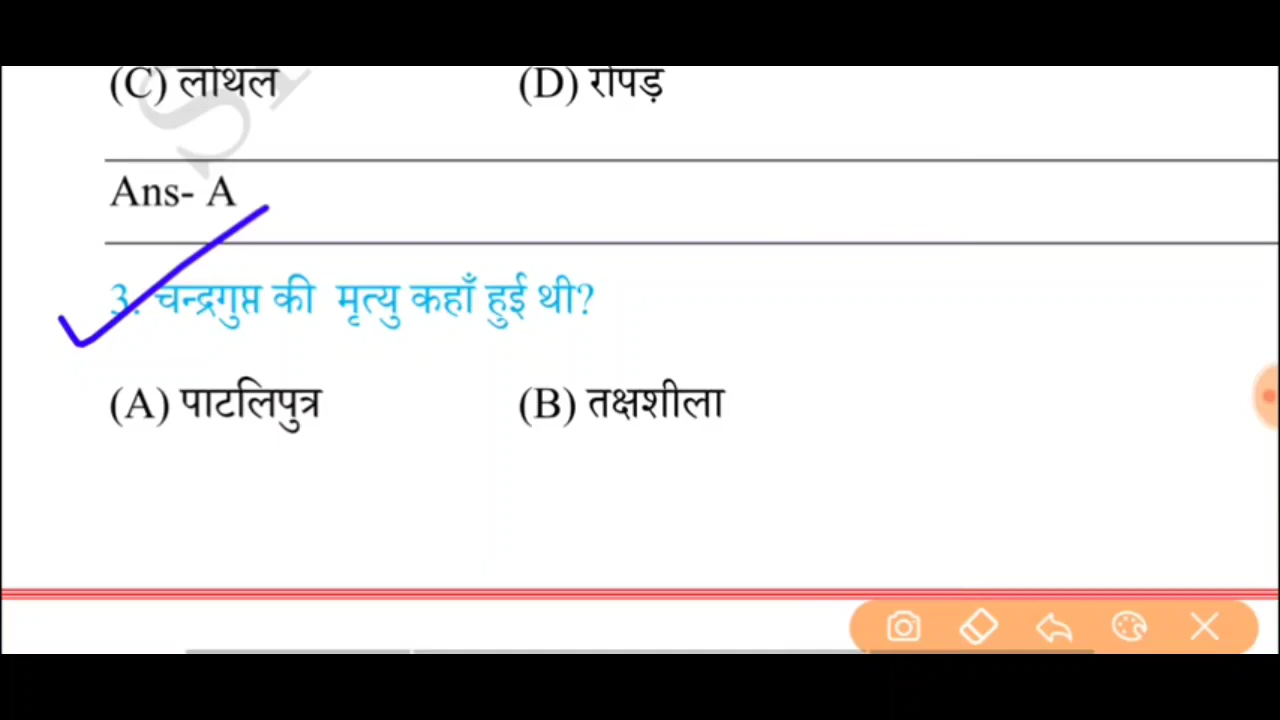 (C) लोथल (D) रोपड़
Ans- A
3. चन्द्रगुप्त की मृत्यु कहाँ हुई थी?
(A) पाटलिपुत्र (B) तक्षशीला